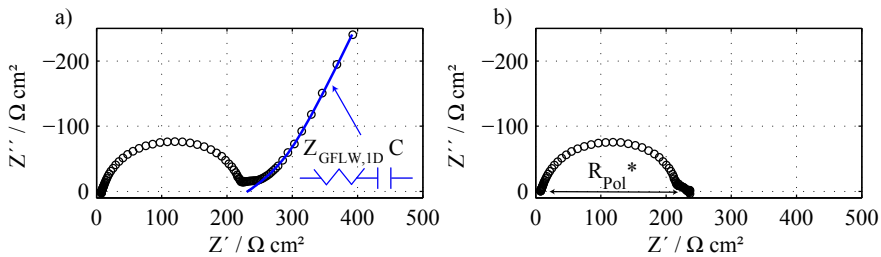 a)
−200
−100
0
Z´´ / Ω cm²
0 100 200 300 400 500
Z´ / Ω cm²
Z_GFLW,1D C
b)
−200
−100
0
Z´´ / Ω cm²
0 100 200 300 400 500
Z´ / Ω cm²
R_Pol*